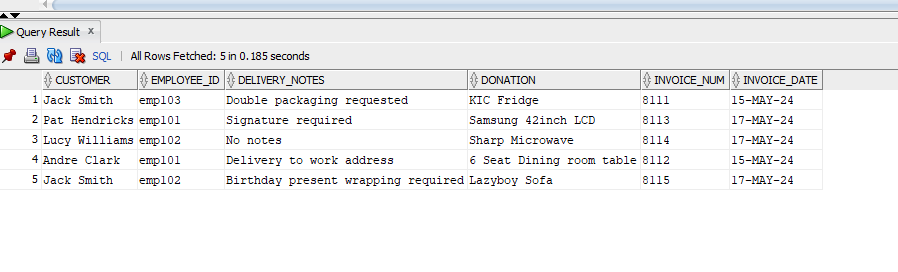 Query Result x
SQL | All Rows Fetched: 5 in 0.185 seconds
CUSTOMER EMPLOYEE_ID DELIVERY_NOTES DONATION INVOICE_NUM INVOICE_DATE
1 Jack Smith emp103 Double packaging requested KIC Fridge 8111 15-MAY-24
2 Pat Hendricks emp101 Signature required Samsung 42inch LCD 8113 17-MAY-24
3 Lucy Williams emp102 No notes Sharp Microwave 8114 17-MAY-24
4 Andre Clark emp101 Delivery to work address 6 Seat Dining room table 8112 15-MAY-24
5 Jack Smith emp102 Birthday present wrapping required Lazyboy Sofa 8115 17-MAY-24